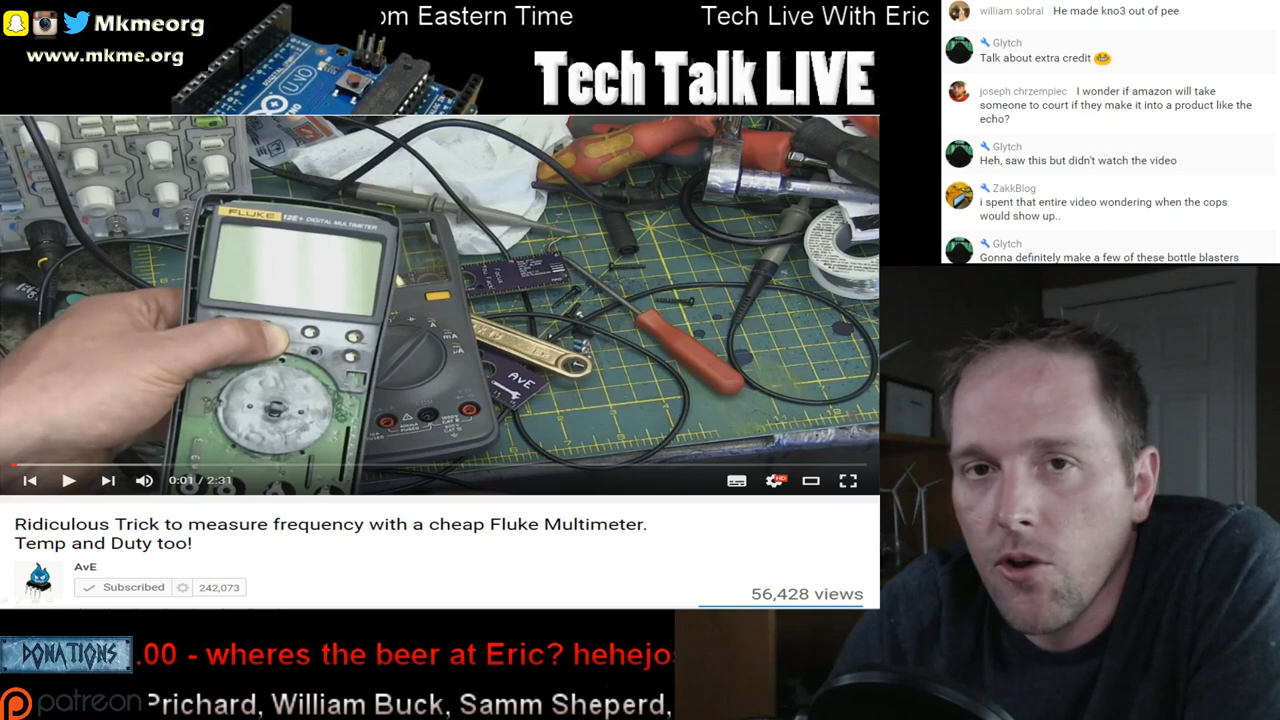 Mkmeorg
www.mkme.org
om Eastern Time
Tech Live With Eric
Tech Talk LIVE
UNO
FLUKE 12E+ DIGITAL MULTIMETER
AvE
0:01 / 2:31
HD
Ridiculous Trick to measure frequency with a cheap Fluke Multimeter.
Temp and Duty too!
AvE
Subscribed 242,073
56,428 views
DONATIONS
.00 - wheres the beer at Eric? hehejo
patreon
Prichard, William Buck, Samm Sheperd,
william sobral He made kno3 out of pee
Glytch
Talk about extra credit
joseph chrzempiec I wonder if amazon will take
someone to court if they make it into a product like the
echo?
Glytch
Heh, saw this but didn't watch the video
ZakkBlog
i spent that entire video wondering when the cops
would show up..
Glytch
Gonna definitely make a few of these bottle blasters